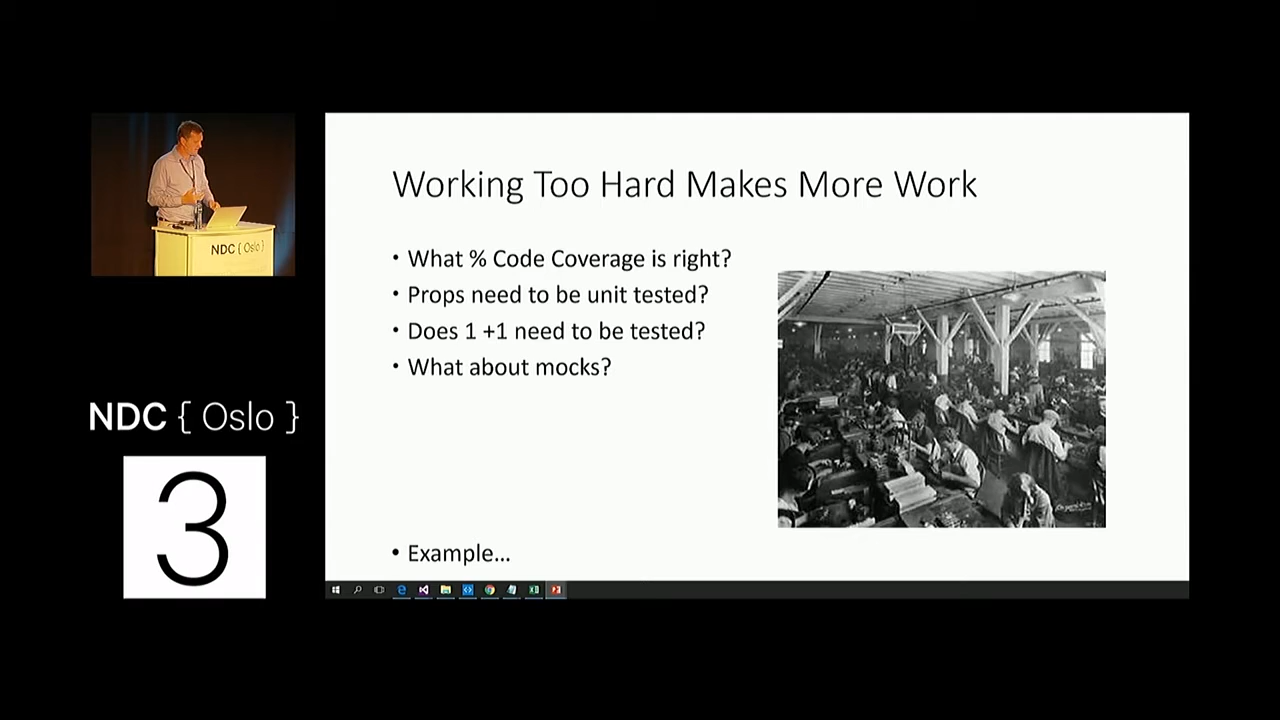 Working Too Hard Makes More Work
• What % Code Coverage is right?
• Props need to be unit tested?
• Does 1 +1 need to be tested?
• What about mocks?
• Example...
NDC { Oslo }
NDC { Oslo }
3